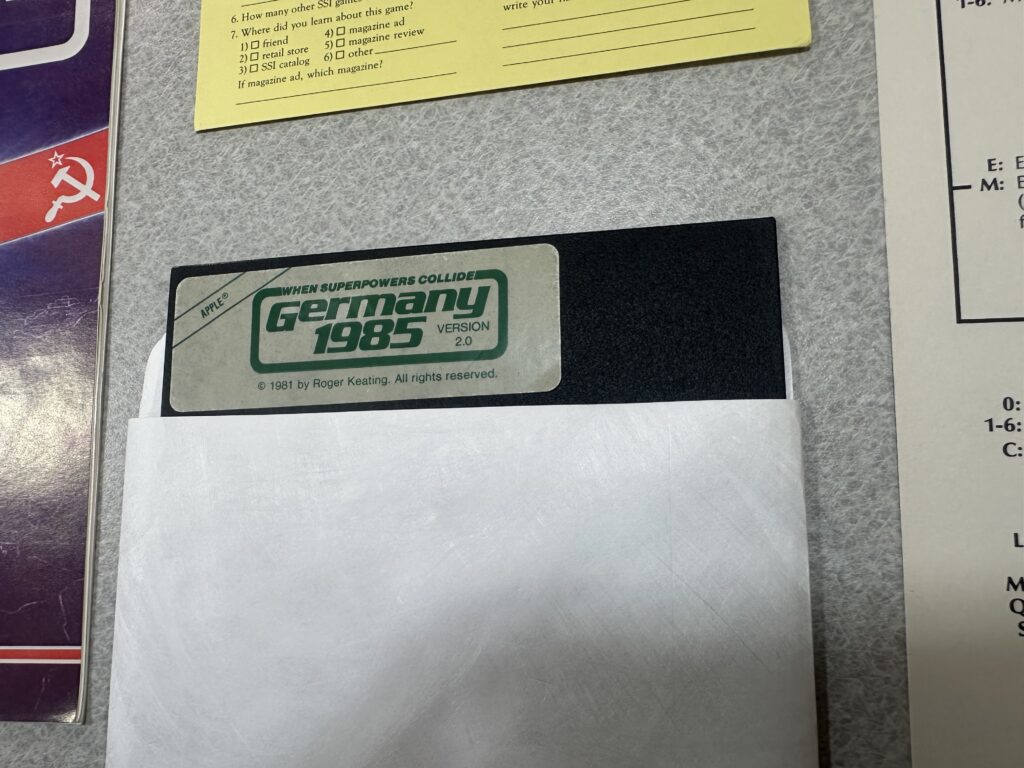 6. How many other SSI games
7. Where did you learn about this game?
1) □ friend
2) □ retail store
3) □ SSI catalog
4) □ magazine ad
5) □ magazine review
6) □ other
If magazine ad, which magazine?
write your
1-6:
E: E
M: E
(
f
0:
1-6:
C:
L
M
Q
S
APPLE®
WHEN SUPERPOWERS COLLIDE
Germany
1985
VERSION
2.0
© 1981 by Roger Keating. All rights reserved.